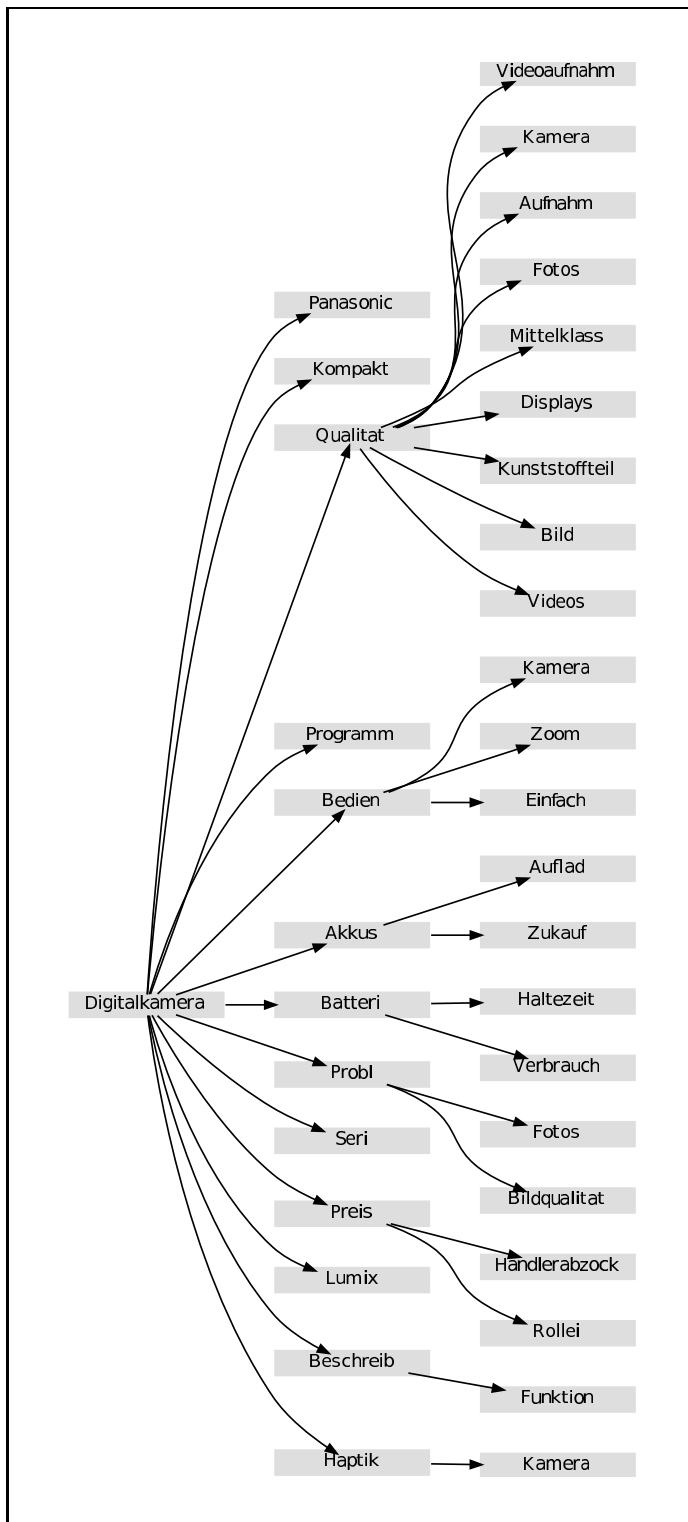 Videoaufnahm
Kamera
Aufnahm
Fotos
Panasonic
Mittelklass
Kompakt
Displays
Qualitat
Kunststoffteil
Bild
Videos
Kamera
Programm
Zoom
Bedien
Einfach
Auflad
Akkus
Zukauf
Digitalkamera
Batteri
Haltezeit
Verbrauch
Probl
Fotos
Seri
Bildqualitat
Preis
Handlerabzock
Lumix
Rollei
Beschreib
Funktion
Haptik
Kamera